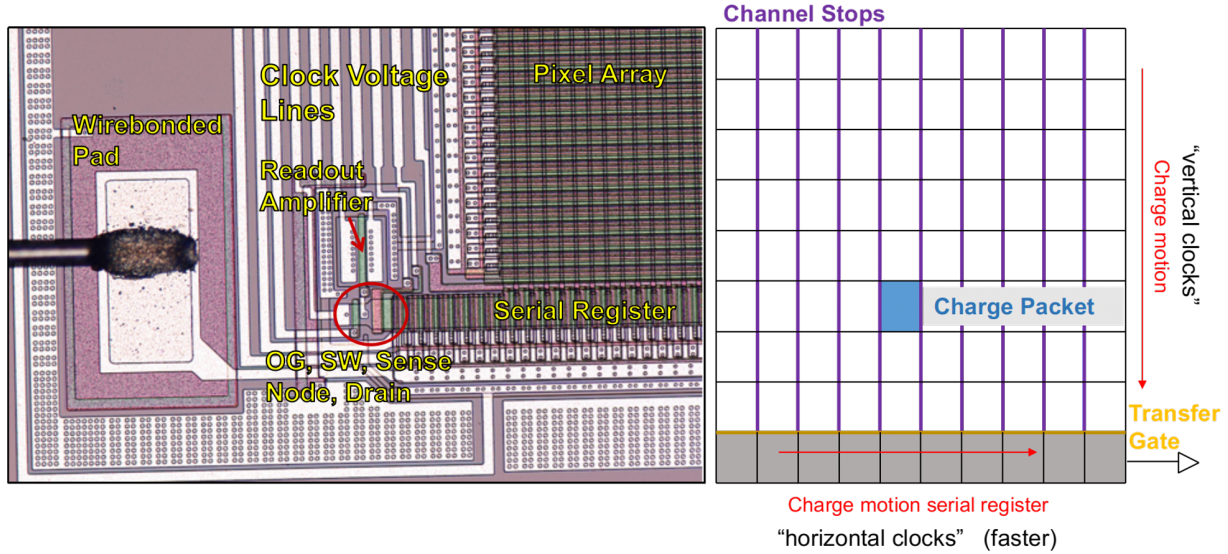 Channel Stops
Clock Voltage
Lines
Pixel Array
Wirebonded
Pad
Readout
Amplifier
Serial Register
OG, SW, Sense
Node, Drain
"vertical clocks"
Charge motion
Charge Packet
Transfer
Gate
Charge motion serial register
“horizontal clocks” (faster)